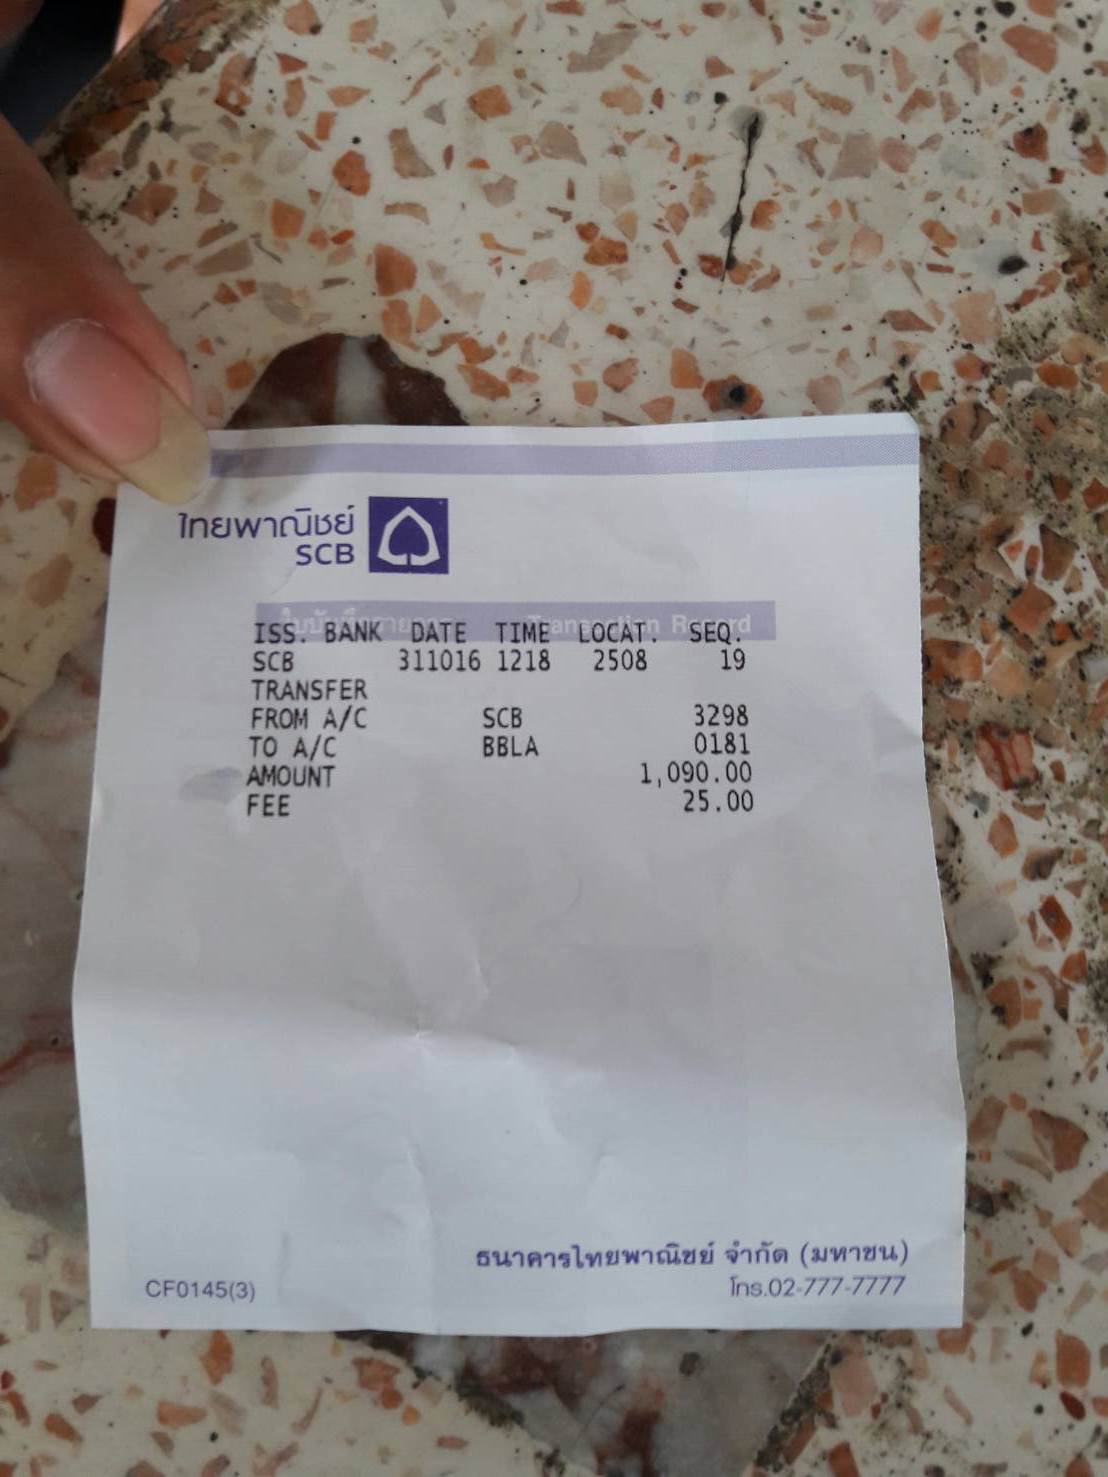 ไทยพาณิชย์
SCB
ใบบันทึกรายการ Transaction Record
ISS. BANK DATE TIME LOCAT. SEQ.
SCB 311016 1218 2508 19
TRANSFER
FROM A/C SCB 3298
TO A/C BBLA 0181
AMOUNT 1,090.00
FEE 25.00
ธนาคารไทยพาณิชย์ จำกัด (มหาชน)
CF0145(3) โทร.02-777-7777